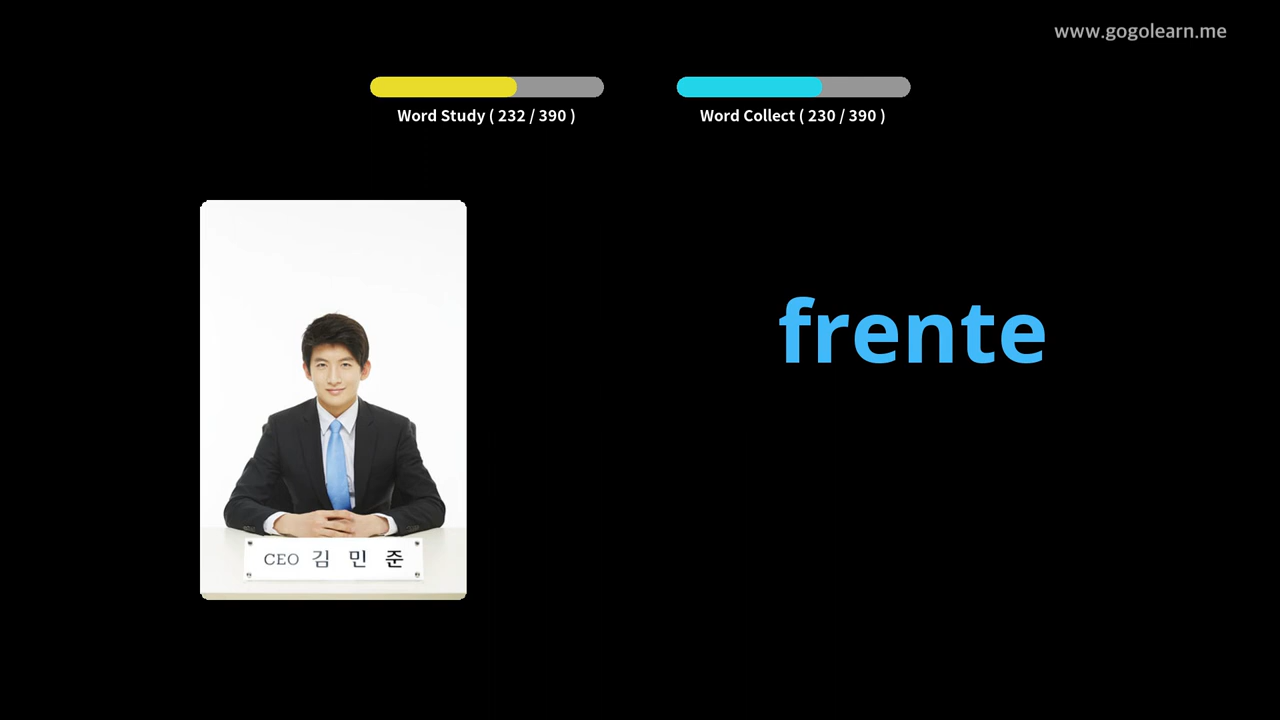 www.gogolearn.me
Word Study ( 232 / 390 )
Word Collect ( 230 / 390 )
frente
CEO 김 민 준